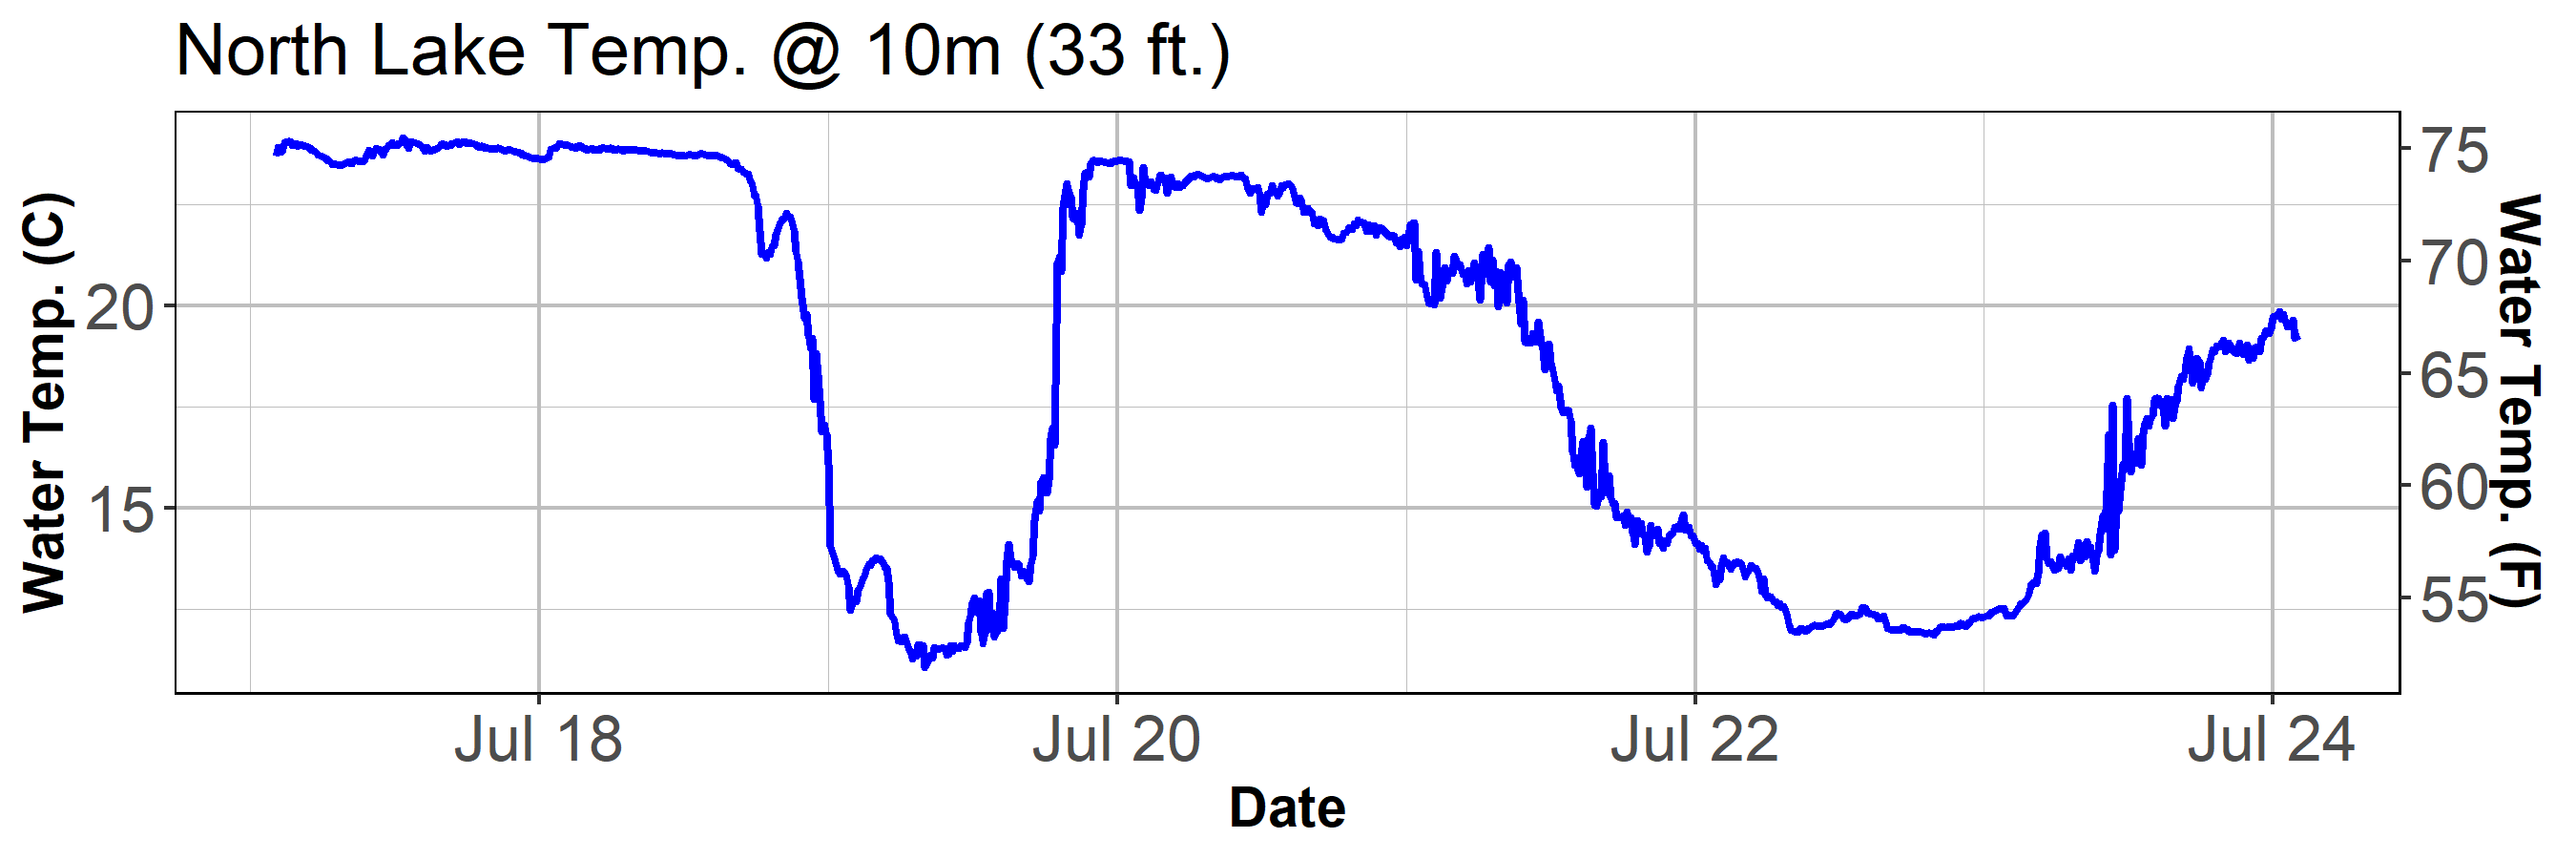 North Lake Temp. @ 10m (33 ft.)
Water Temp. (C)
20
15
75
70
65
60
55
Water Temp. (F)
Jul 18
Jul 20
Jul 22
Jul 24
Date